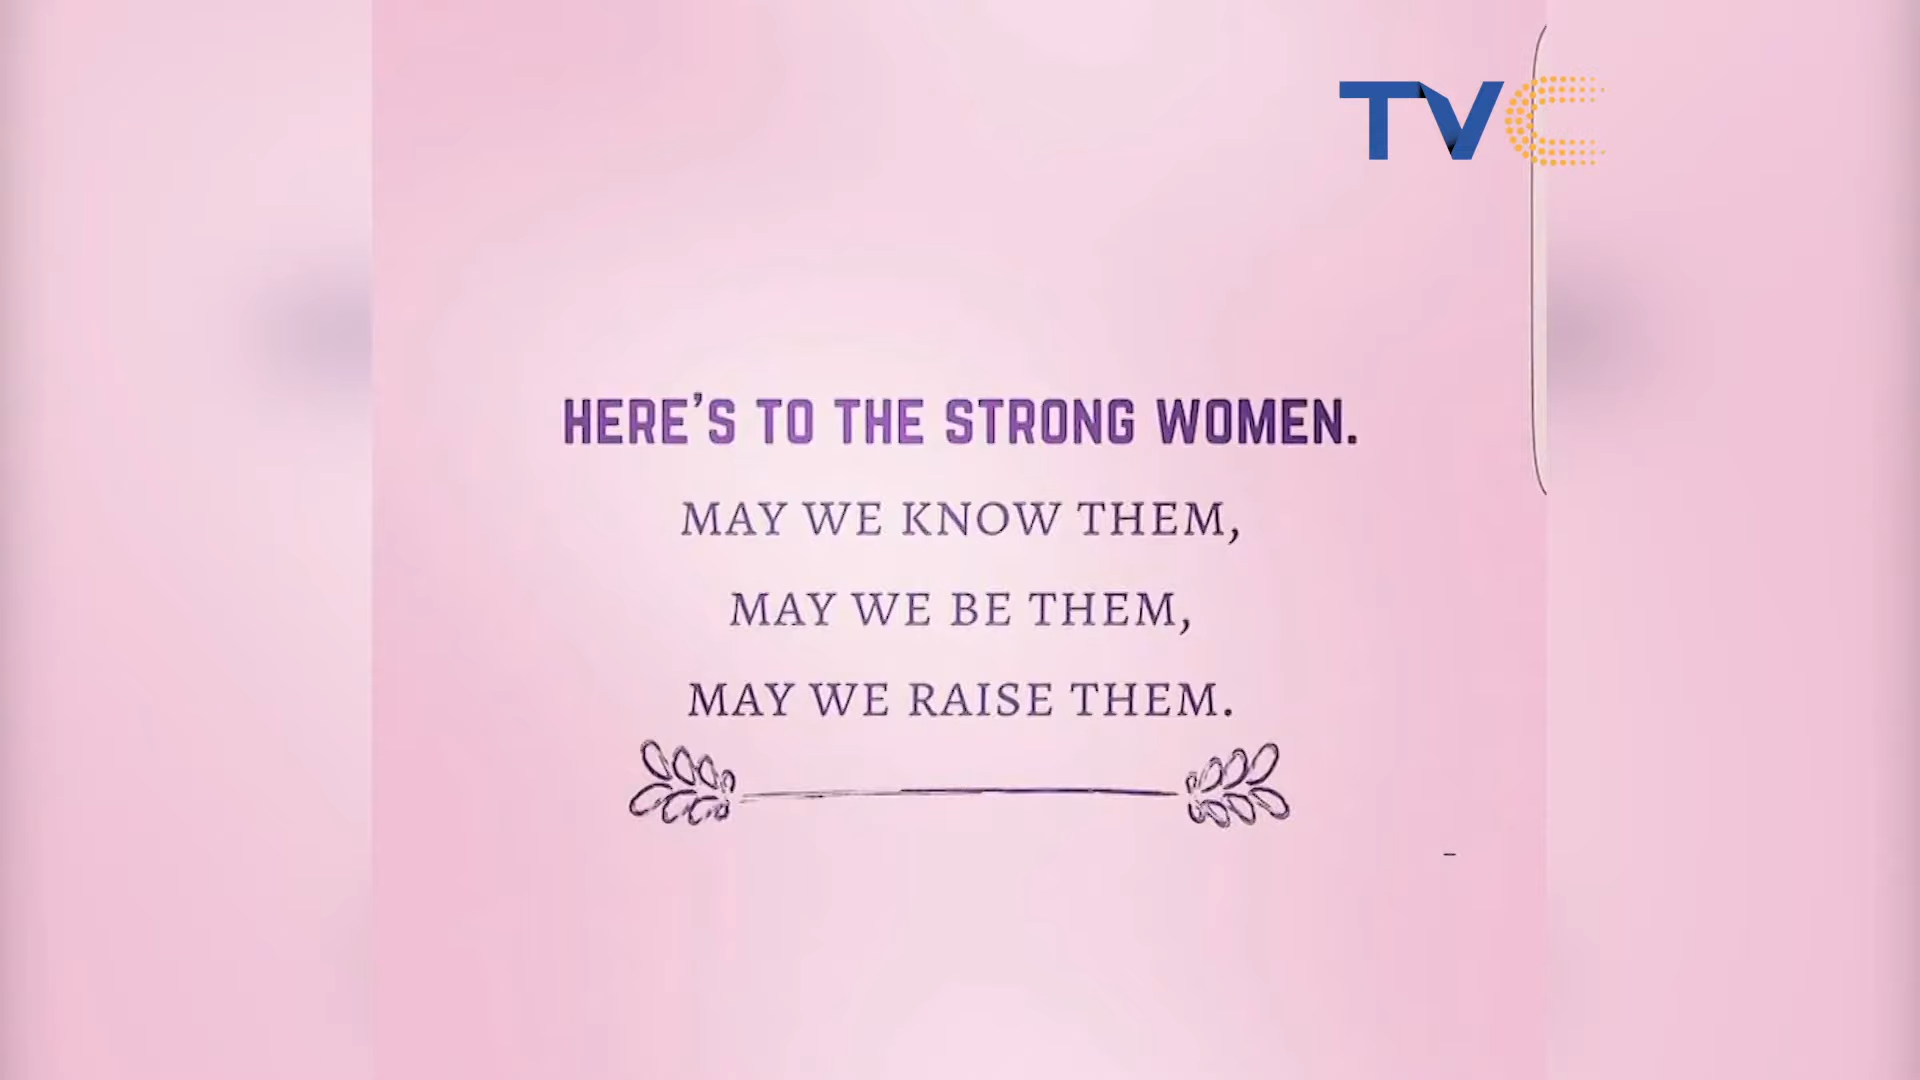 TVC
HERE'S TO THE STRONG WOMEN.
MAY WE KNOW THEM,
MAY WE BE THEM,
MAY WE RAISE THEM.